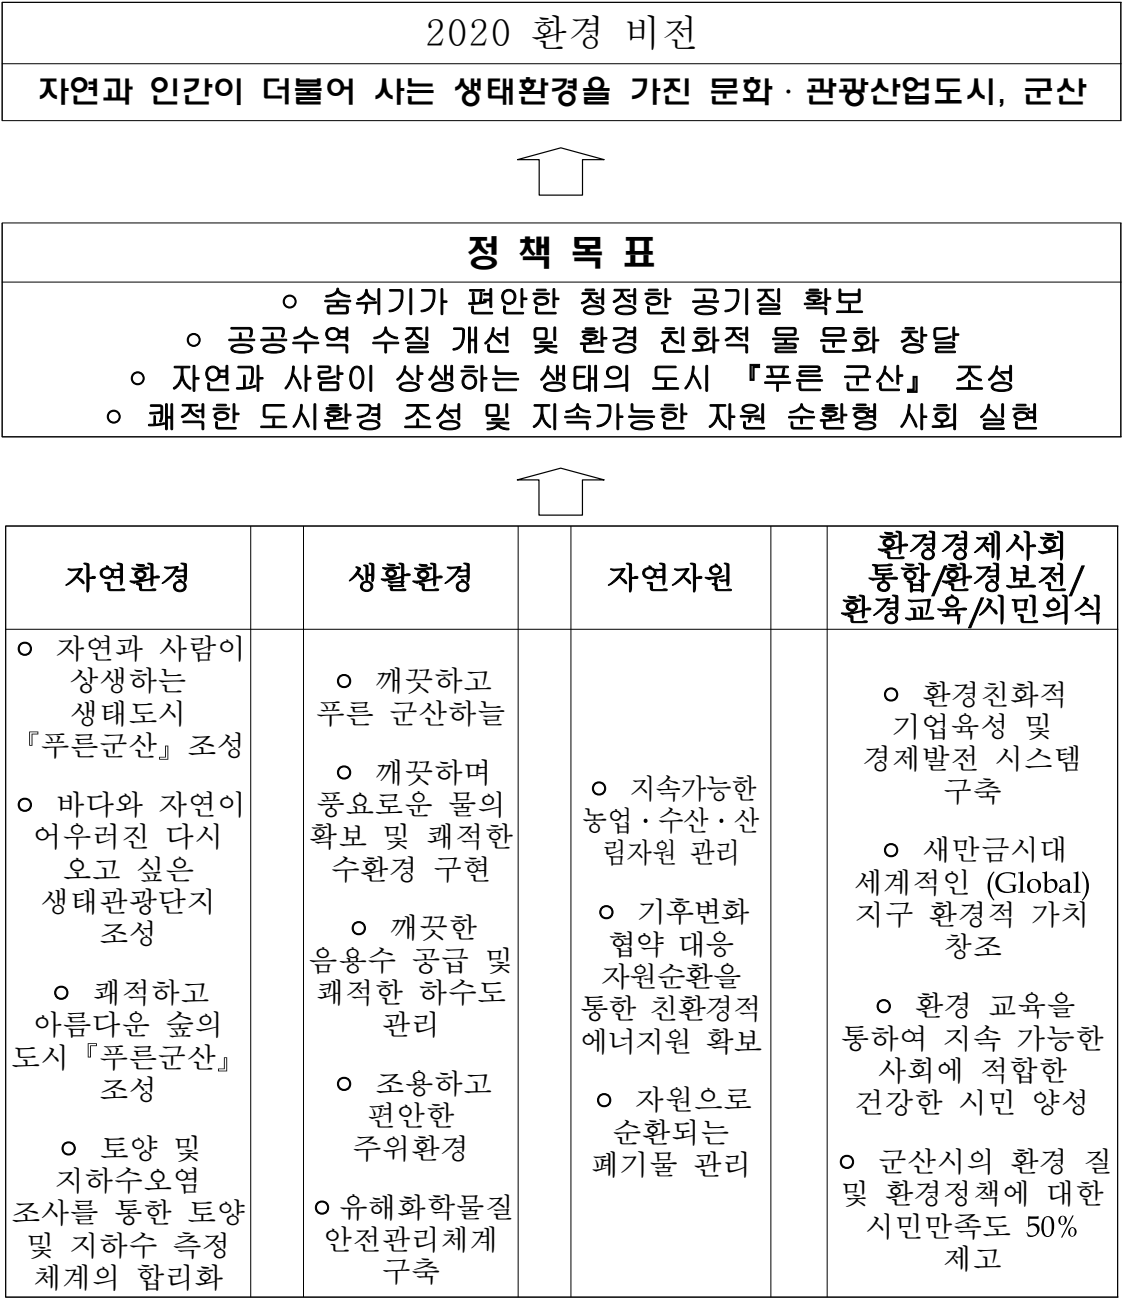 2020 환경 비전
자연과 인간이 더불어 사는 생태환경을 가진 문화·관광산업도시, 군산
정 책 목 표
ㅇ 숨쉬기가 편안한 청정한 공기질 확보
ㅇ 공공수역 수질 개선 및 환경 친화적 물 문화 창달
ㅇ 자연과 사람이 상생하는 생태의 도시 『푸른 군산』 조성
ㅇ 쾌적한 도시환경 조성 및 지속가능한 자원 순환형 사회 실현
자연환경
ㅇ 자연과 사람이
상생하는
생태도시
『푸른군산』조성
ㅇ 바다와 자연이
어우러진 다시
오고 싶은
생태관광단지
조성
ㅇ 쾌적하고
아름다운 숲의
도시『푸른군산』
조성
ㅇ 토양 및
지하수오염
조사를 통한 토양
및 지하수 측정
체계의 합리화
생활환경
ㅇ 깨끗하고
푸른 군산하늘
ㅇ 깨끗하며
풍요로운 물의
확보 및 쾌적한
수환경 구현
ㅇ 깨끗한
음용수 공급 및
쾌적한 하수도
관리
ㅇ 조용하고
편안한
주위환경
ㅇ유해화학물질
안전관리체계
구축
자연자원
ㅇ 지속가능한
농업·수산·산
림자원 관리
ㅇ 기후변화
협약 대응
자원순환을
통한 친환경적
에너지원 확보
ㅇ 자원으로
순환되는
폐기물 관리
환경경제사회
통합/환경보전/
환경교육/시민의식
ㅇ 환경친화적
기업육성 및
경제발전 시스템
구축
ㅇ 새만금시대
세계적인 (Global)
지구 환경적 가치
창조
ㅇ 환경 교육을
통하여 지속 가능한
사회에 적합한
건강한 시민 양성
ㅇ 군산시의 환경 질
및 환경정책에 대한
시민만족도 50%
제고